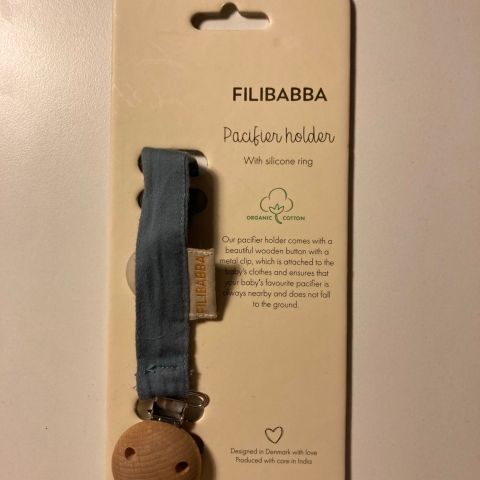 FILIBABBA
Pacifier holder
With silicone ring
ORGANIC COTTON
Our pacifier holder comes with a
beautiful wooden button with a
metal clip, which is attached to the
baby's clothes and ensures that
your baby's favourite pacifier is
always nearby and does not fall
to the ground.
FILIBABBA
Designed in Denmark with love
Produced with care in India